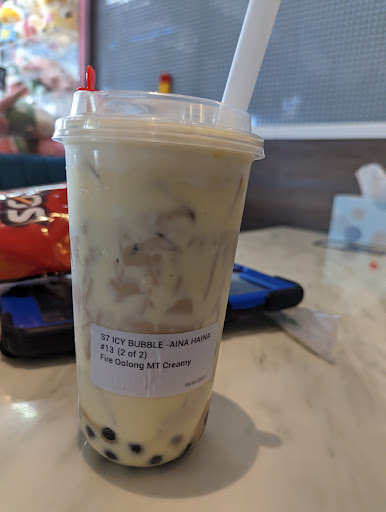 S7 ICY BUBBLE -AINA HAINA
#13 (2 of 2)
Fire Oolong MT Creamy